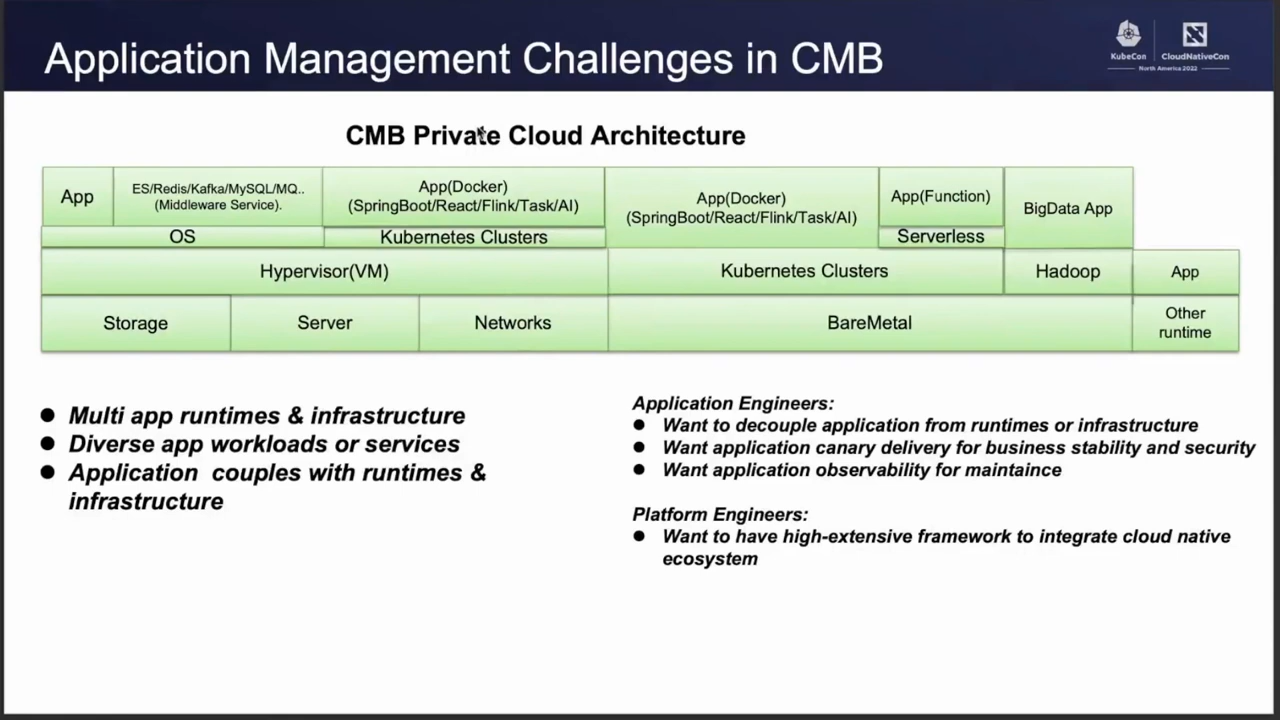 Application Management Challenges in CMB
KubeCon
CloudNativeCon
North America 2022
CMB Private Cloud Architecture
App
ES/Redis/Kafka/MySQL/MQ..
(Middleware Service).
App(Docker)
(SpringBoot/React/Flink/Task/AI)
App(Docker)
(SpringBoot/React/Flink/Task/AI)
App(Function)
BigData App
OS
Kubernetes Clusters
Serverless
Hypervisor(VM)
Kubernetes Clusters
Hadoop
App
Storage
Server
Networks
BareMetal
Other
runtime
● Multi app runtimes & infrastructure
● Diverse app workloads or services
● Application couples with runtimes &
infrastructure
Application Engineers:
● Want to decouple application from runtimes or infrastructure
● Want application canary delivery for business stability and security
● Want application observability for maintaince
Platform Engineers:
● Want to have high-extensive framework to integrate cloud native
ecosystem